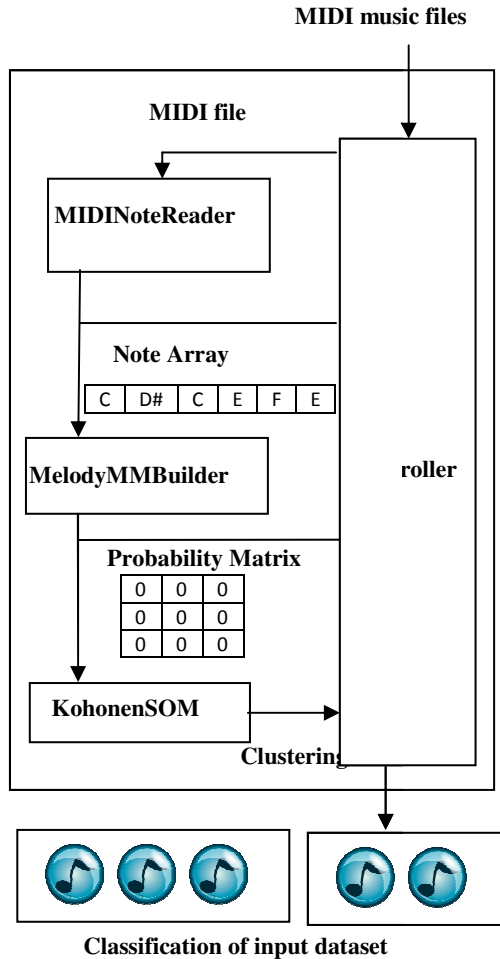 MIDI music files
MIDI file
MIDINoteReader
Note Array
C D# C E F E
MelodyMMBuilder
roller
Probability Matrix
0 0 0
0 0 0
0 0 0
KohonenSOM
Clustering
Classification of input dataset